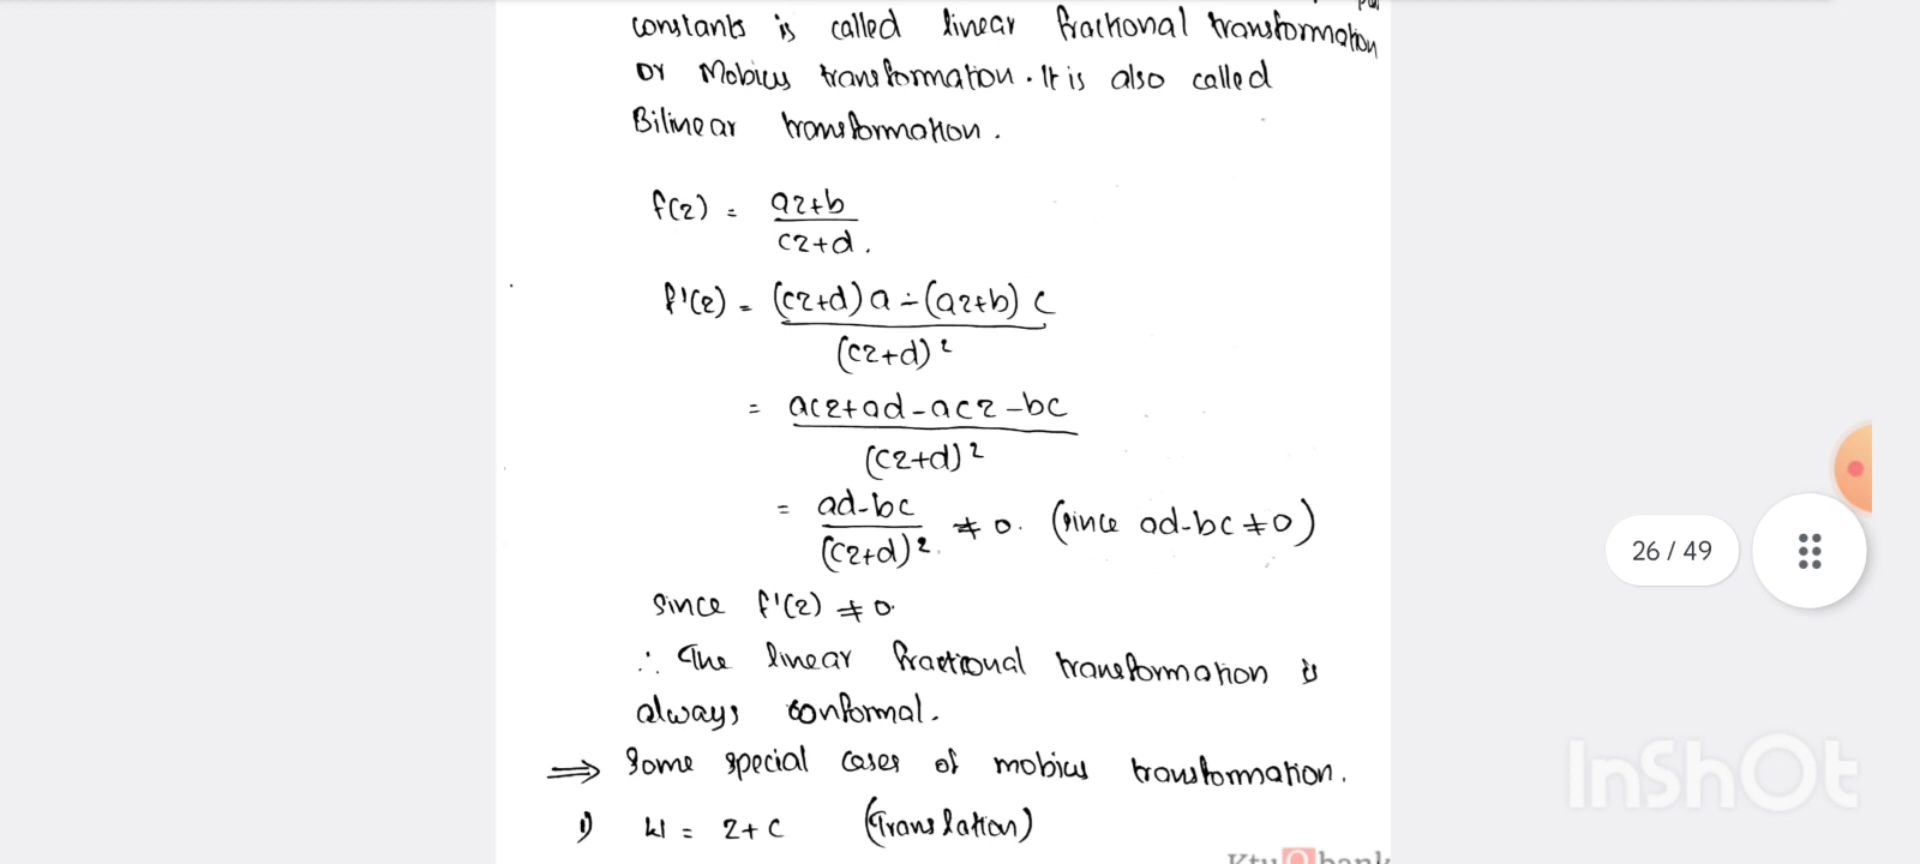 constants is called linear fractional transformation
or Mobius transformation. It is also called
Bilinear transformation.
f(z) = az+b
cz+d.
f'(z) = (cz+d) a - (az+b) c
(cz+d)²
= acz+ad-acz-bc
(cz+d)²
= ad-bc ≠ 0. (since ad-bc ≠ 0)
(cz+d)².
since f'(z) ≠ 0.
∴ The linear fractional transformation is
always conformal.
⟹ Some special cases of mobius transformation.
1) w = z+c (Translation)
26 / 49
InShOt